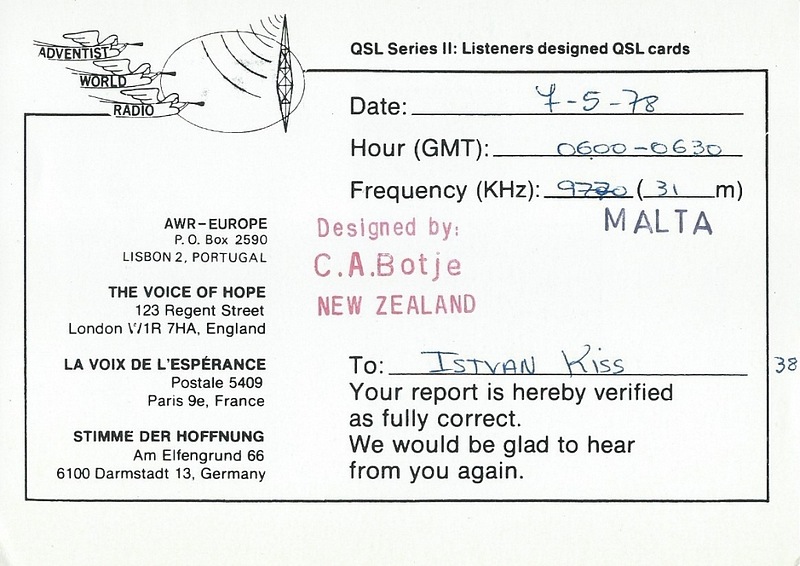 ADVENTIST
WORLD
RADIO
QSL Series II: Listeners designed QSL cards
Date: 7-5-78
Hour (GMT): 0600-0630
Frequency (KHz): 9770 (31 m)
MALTA
AWR-EUROPE
P.O. Box 2590
LISBON 2, PORTUGAL
THE VOICE OF HOPE
123 Regent Street
London W1R 7HA, England
LA VOIX DE L'ESPÉRANCE
Postale 5409
Paris 9e, France
STIMME DER HOFFNUNG
Am Elfengrund 66
6100 Darmstadt 13, Germany
Designed by:
C.A.Botje
NEW ZEALAND
To: ISTVAN KISS
38
Your report is hereby verified
as fully correct.
We would be glad to hear
from you again.